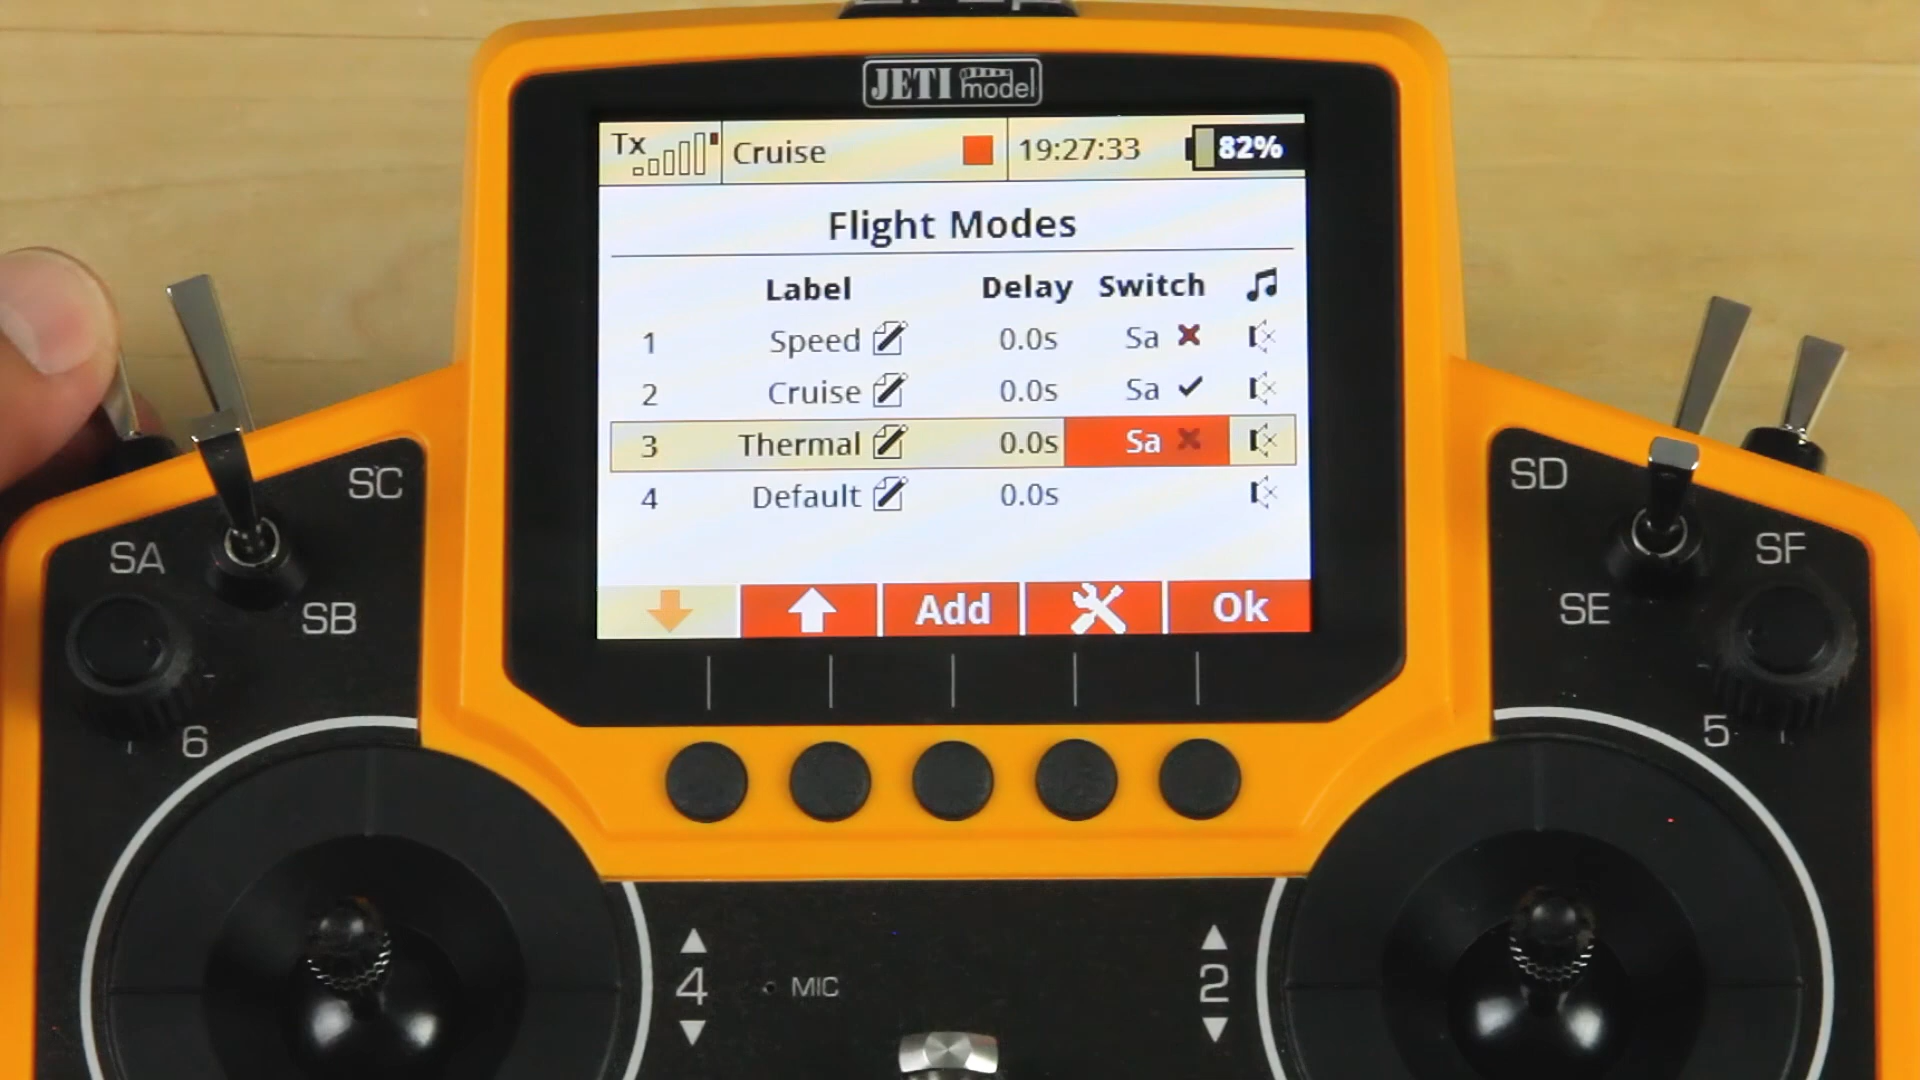 JETI model
Tx Cruise 19:27:33 82%
Flight Modes
Label Delay Switch
1 Speed 0.0s Sa
2 Cruise 0.0s Sa
3 Thermal 0.0s Sa
4 Default 0.0s
Add Ok
SC SD
SA SF
SB SE
6 5
4 MIC 2